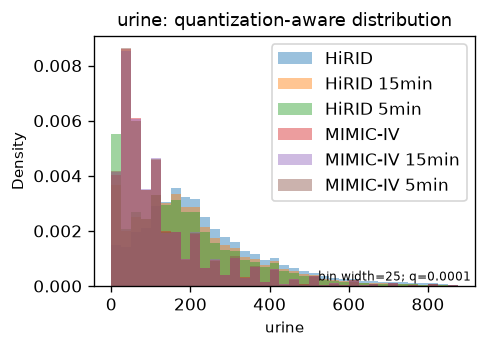 urine: quantization-aware distribution
HiRID
HiRID 15min
HiRID 5min
MIMIC-IV
MIMIC-IV 15min
MIMIC-IV 5min
Density
0.008
0.006
0.004
0.002
0.000
bin width=25; q=0.0001
0 200 400 600 800
urine